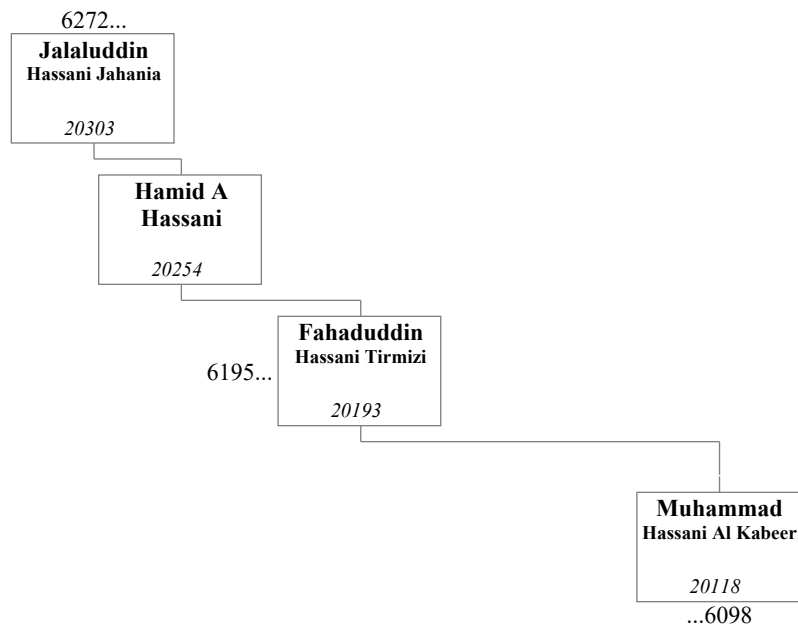 6272...
Jalaluddin
Hassani Jahania
20303
Hamid A
Hassani
20254
Fahaduddin
Hassani Tirmizi
6195...
20193
Muhammad
Hassani Al Kabeer
20118
...6098